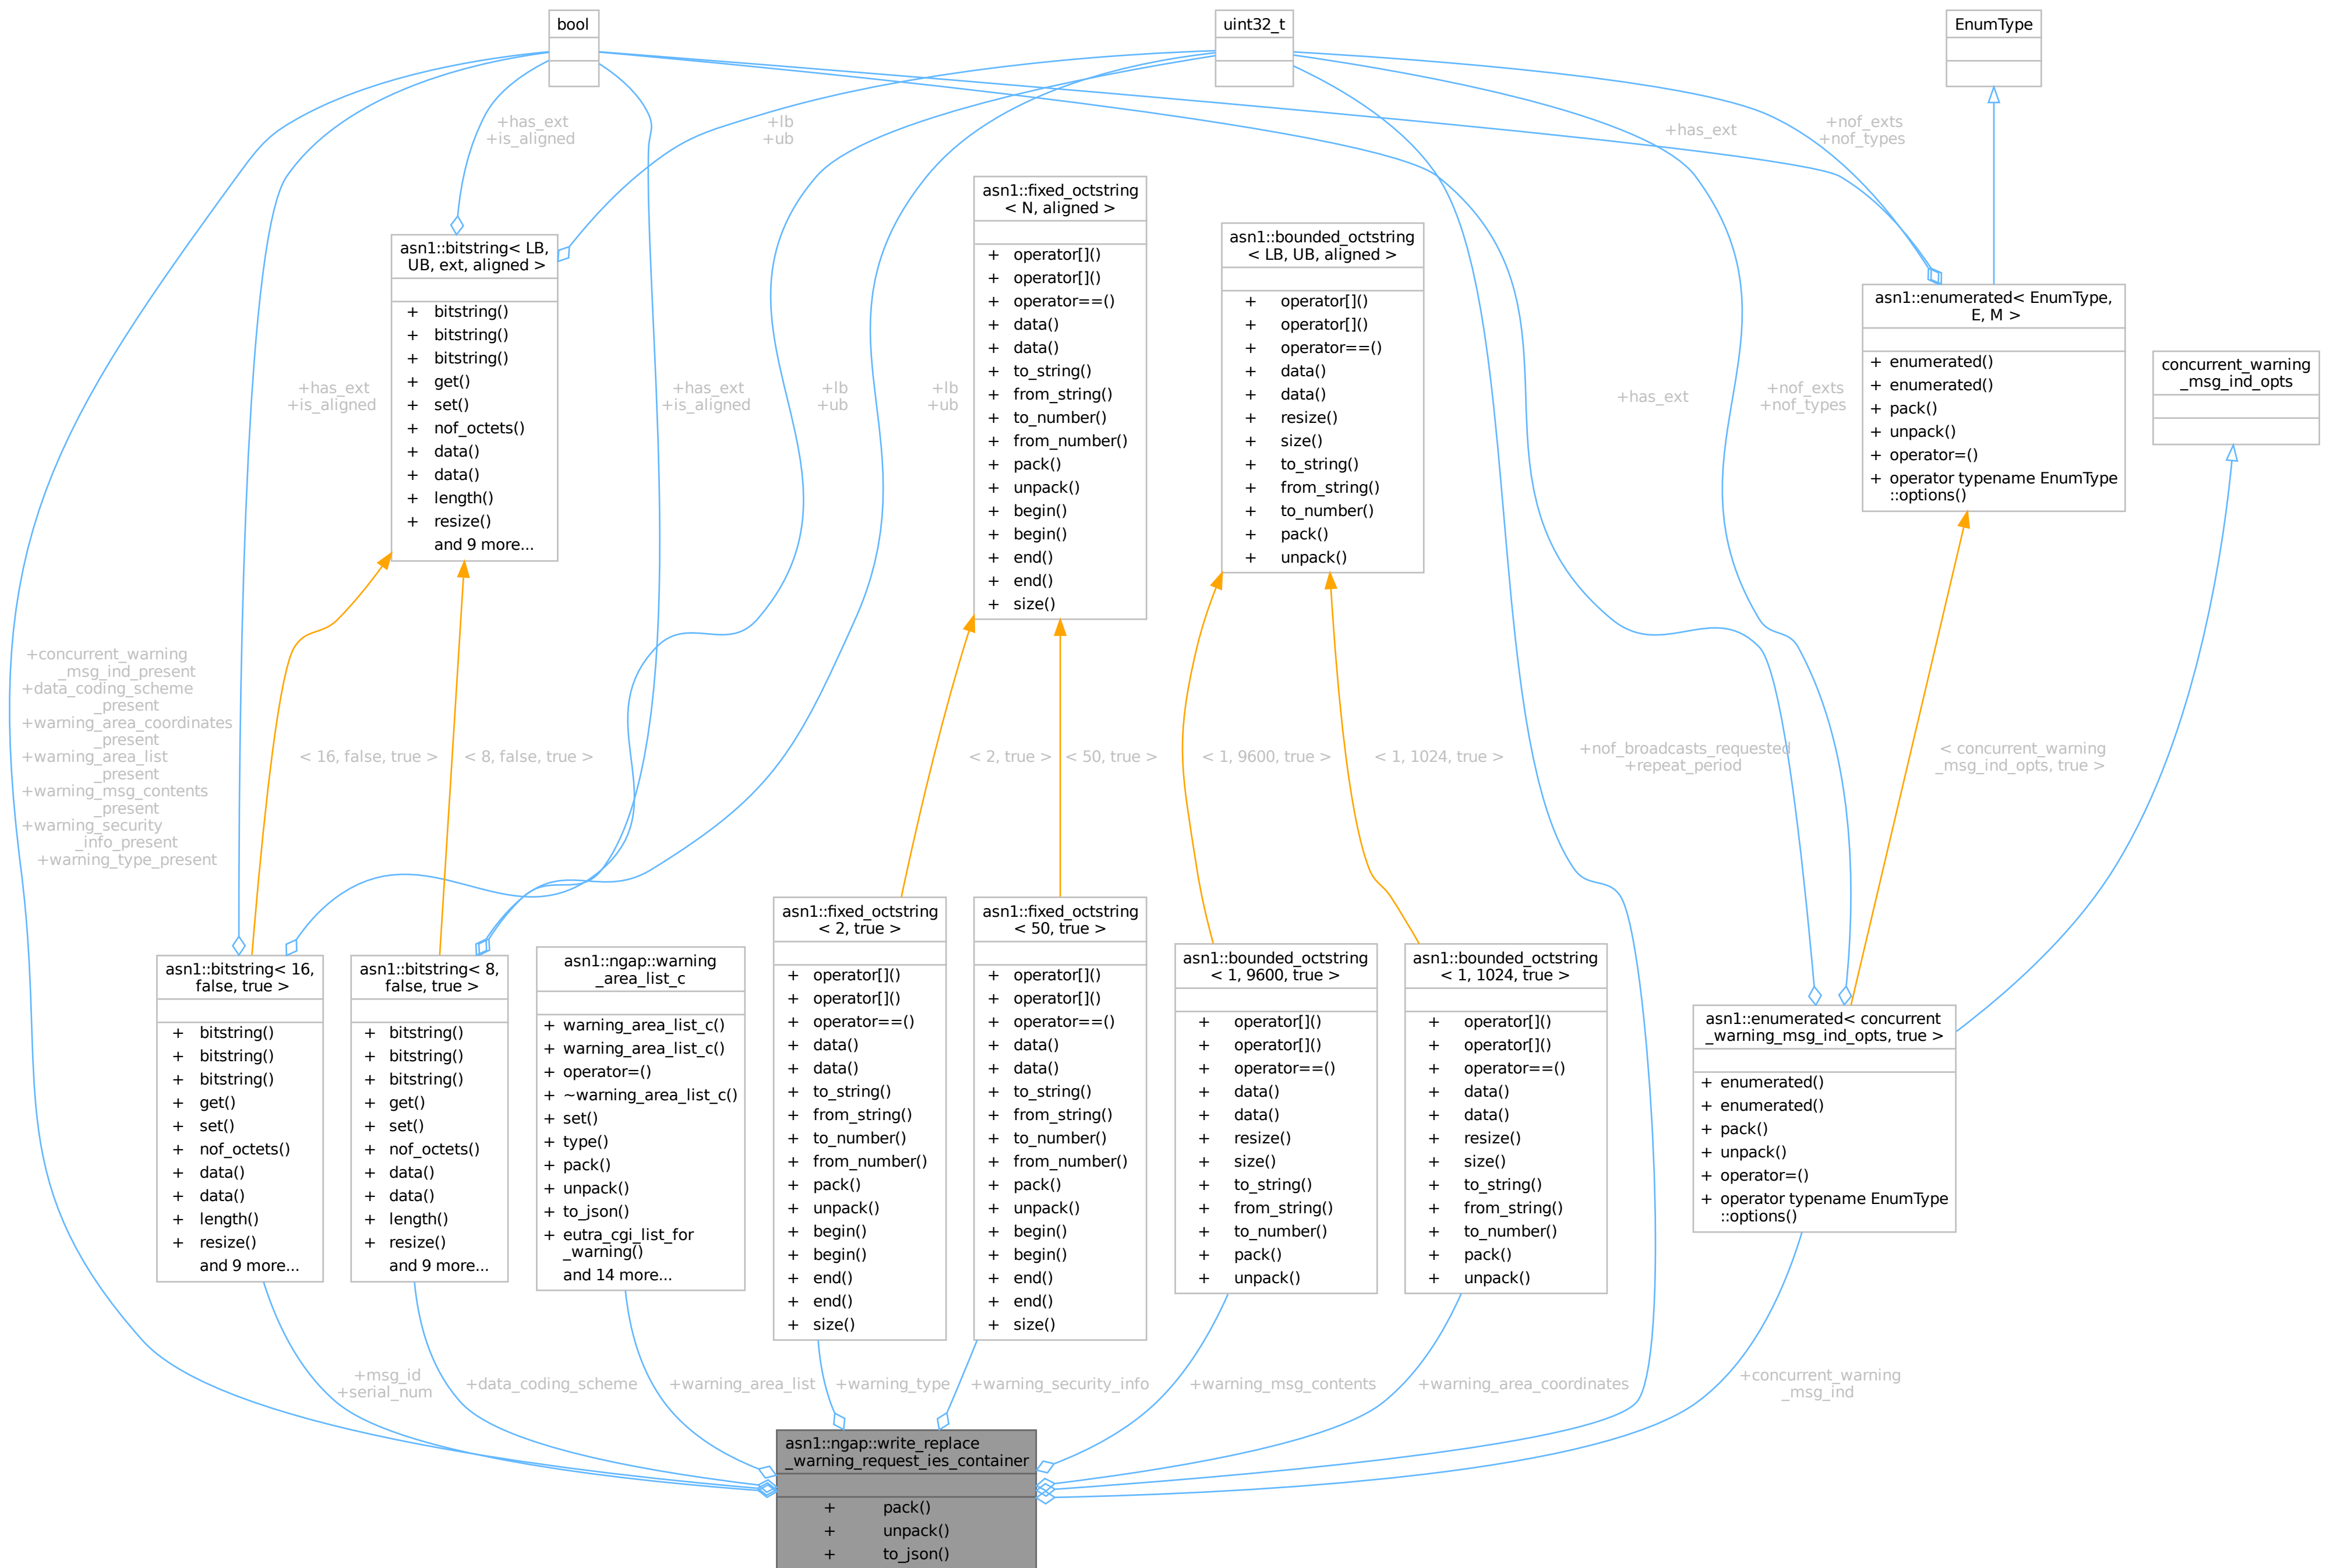 bool
uint32_t
EnumType
+has_ext
+is_aligned
+lb
+ub
+has_ext
+nof_exts
+nof_types
asn1::fixed_octstring
< N, aligned >
+ operator[]()
+ operator[]()
+ operator==()
+ data()
+ data()
+ to_string()
+ from_string()
+ to_number()
+ from_number()
+ pack()
+ unpack()
+ begin()
+ begin()
+ end()
+ end()
+ size()
asn1::bounded_octstring
< LB, UB, aligned >
+ operator[]()
+ operator[]()
+ operator==()
+ data()
+ data()
+ resize()
+ size()
+ to_string()
+ from_string()
+ to_number()
+ pack()
+ unpack()
asn1::bitstring< LB,
UB, ext, aligned >
+ bitstring()
+ bitstring()
+ bitstring()
+ get()
+ set()
+ nof_octets()
+ data()
+ data()
+ length()
+ resize()
and 9 more...
asn1::enumerated< EnumType,
E, M >
+ enumerated()
+ enumerated()
+ pack()
+ unpack()
+ operator=()
+ operator typename EnumType
::options()
concurrent_warning
_msg_ind_opts
+has_ext
+is_aligned
+has_ext
+is_aligned
+lb
+ub
+lb
+ub
+has_ext
+nof_exts
+nof_types
+concurrent_warning
_msg_ind_present
+data_coding_scheme
_present
+warning_area_coordinates
_present
+warning_area_list
_present
+warning_msg_contents
_present
+warning_security
_info_present
+warning_type_present
< 16, false, true >
< 8, false, true >
< 2, true >
< 50, true >
< 1, 9600, true >
< 1, 1024, true >
+nof_broadcasts_requested
+repeat_period
< concurrent_warning
_msg_ind_opts, true >
asn1::bitstring< 16,
false, true >
+ bitstring()
+ bitstring()
+ bitstring()
+ get()
+ set()
+ nof_octets()
+ data()
+ data()
+ length()
+ resize()
and 9 more...
asn1::bitstring< 8,
false, true >
+ bitstring()
+ bitstring()
+ bitstring()
+ get()
+ set()
+ nof_octets()
+ data()
+ data()
+ length()
+ resize()
and 9 more...
asn1::ngap::warning
_area_list_c
+ warning_area_list_c()
+ warning_area_list_c()
+ operator=()
+ ~warning_area_list_c()
+ set()
+ type()
+ pack()
+ unpack()
+ to_json()
+ eutra_cgi_list_for
_warning()
and 14 more...
asn1::fixed_octstring
< 2, true >
+ operator[]()
+ operator[]()
+ operator==()
+ data()
+ data()
+ to_string()
+ from_string()
+ to_number()
+ from_number()
+ pack()
+ unpack()
+ begin()
+ begin()
+ end()
+ end()
+ size()
asn1::fixed_octstring
< 50, true >
+ operator[]()
+ operator[]()
+ operator==()
+ data()
+ data()
+ to_string()
+ from_string()
+ to_number()
+ from_number()
+ pack()
+ unpack()
+ begin()
+ begin()
+ end()
+ end()
+ size()
asn1::bounded_octstring
< 1, 9600, true >
+ operator[]()
+ operator[]()
+ operator==()
+ data()
+ data()
+ resize()
+ size()
+ to_string()
+ from_string()
+ to_number()
+ pack()
+ unpack()
asn1::bounded_octstring
< 1, 1024, true >
+ operator[]()
+ operator[]()
+ operator==()
+ data()
+ data()
+ resize()
+ size()
+ to_string()
+ from_string()
+ to_number()
+ pack()
+ unpack()
asn1::enumerated< concurrent
_warning_msg_ind_opts, true >
+ enumerated()
+ enumerated()
+ pack()
+ unpack()
+ operator=()
+ operator typename EnumType
::options()
+msg_id
+serial_num
+data_coding_scheme
+warning_area_list
+warning_type
+warning_security_info
+warning_msg_contents
+warning_area_coordinates
+concurrent_warning
_msg_ind
asn1::ngap::write_replace
_warning_request_ies_container
+ pack()
+ unpack()
+ to_json()